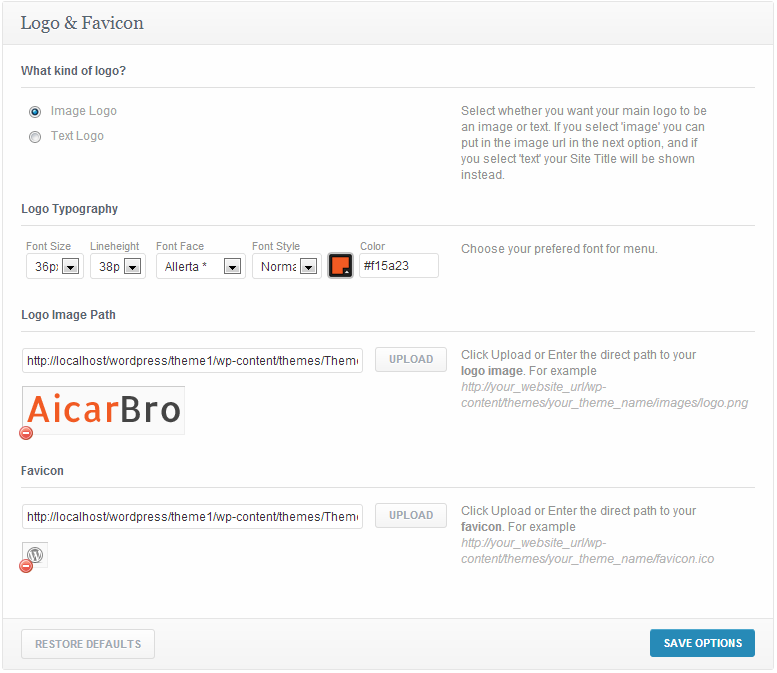 Logo & Favicon
What kind of logo?
Image Logo
Text Logo
Select whether you want your main logo to be
an image or text. If you select 'image' you can
put in the image url in the next option, and if
you select 'text' your Site Title will be shown
instead.
Logo Typography
Font Size Lineheight Font Face Font Style Color
36px 38p Allerta * Norma #f15a23
Choose your prefered font for menu.
Logo Image Path
http://localhost/wordpress/theme1/wp-content/themes/Theme
UPLOAD
Click Upload or Enter the direct path to your
logo image. For example
http://your_website_url/wp-
content/themes/your_theme_name/images/logo.png
AicarBro
Favicon
http://localhost/wordpress/theme1/wp-content/themes/Theme
UPLOAD
Click Upload or Enter the direct path to your
favicon. For example
http://your_website_url/wp-
content/themes/your_theme_name/favicon.ico
W
RESTORE DEFAULTS
SAVE OPTIONS